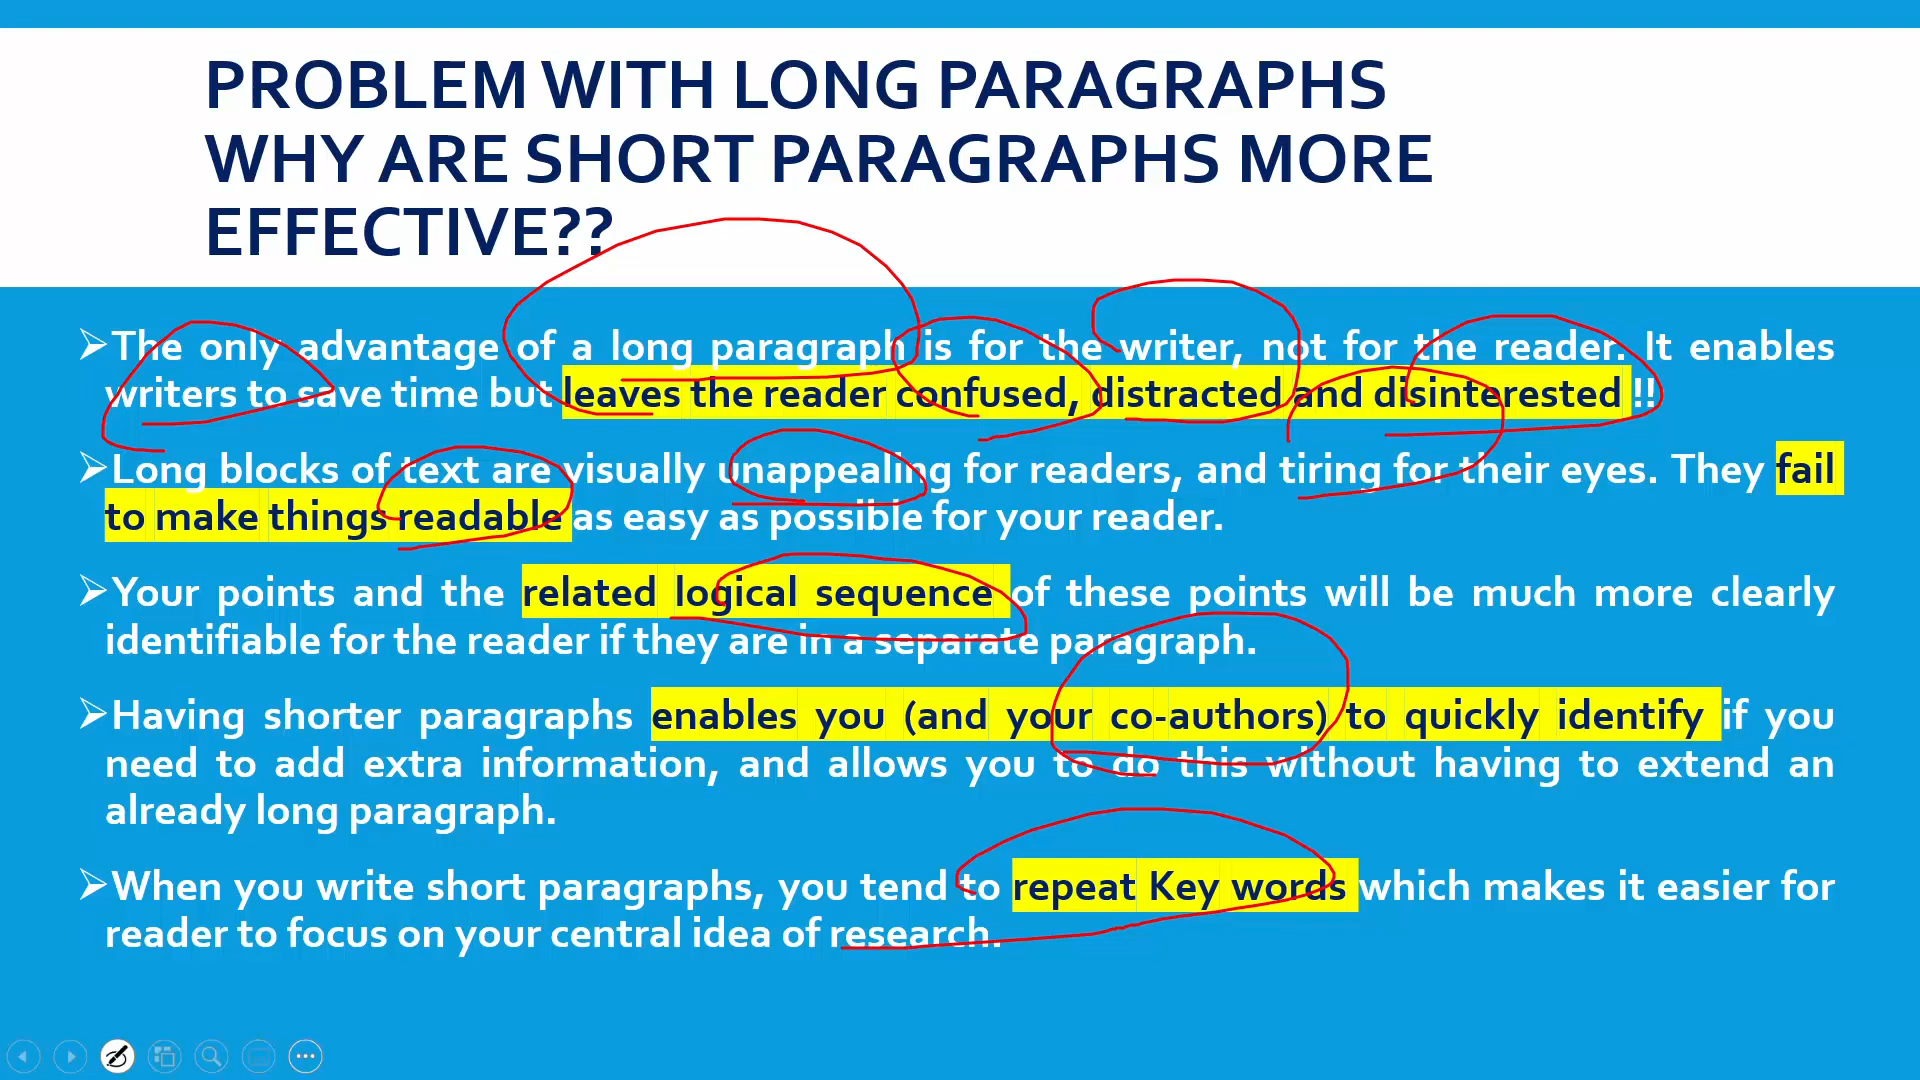 PROBLEM WITH LONG PARAGRAPHS
WHY ARE SHORT PARAGRAPHS MORE
EFFECTIVE??
➢The only advantage of a long paragraph is for the writer, not for the reader. It enables
writers to save time but leaves the reader confused, distracted and disinterested !!
➢Long blocks of text are visually unappealing for readers, and tiring for their eyes. They fail
to make things readable as easy as possible for your reader.
➢Your points and the related logical sequence of these points will be much more clearly
identifiable for the reader if they are in a separate paragraph.
➢Having shorter paragraphs enables you (and your co-authors) to quickly identify if you
need to add extra information, and allows you to do this without having to extend an
already long paragraph.
➢When you write short paragraphs, you tend to repeat Key words which makes it easier for
reader to focus on your central idea of research.